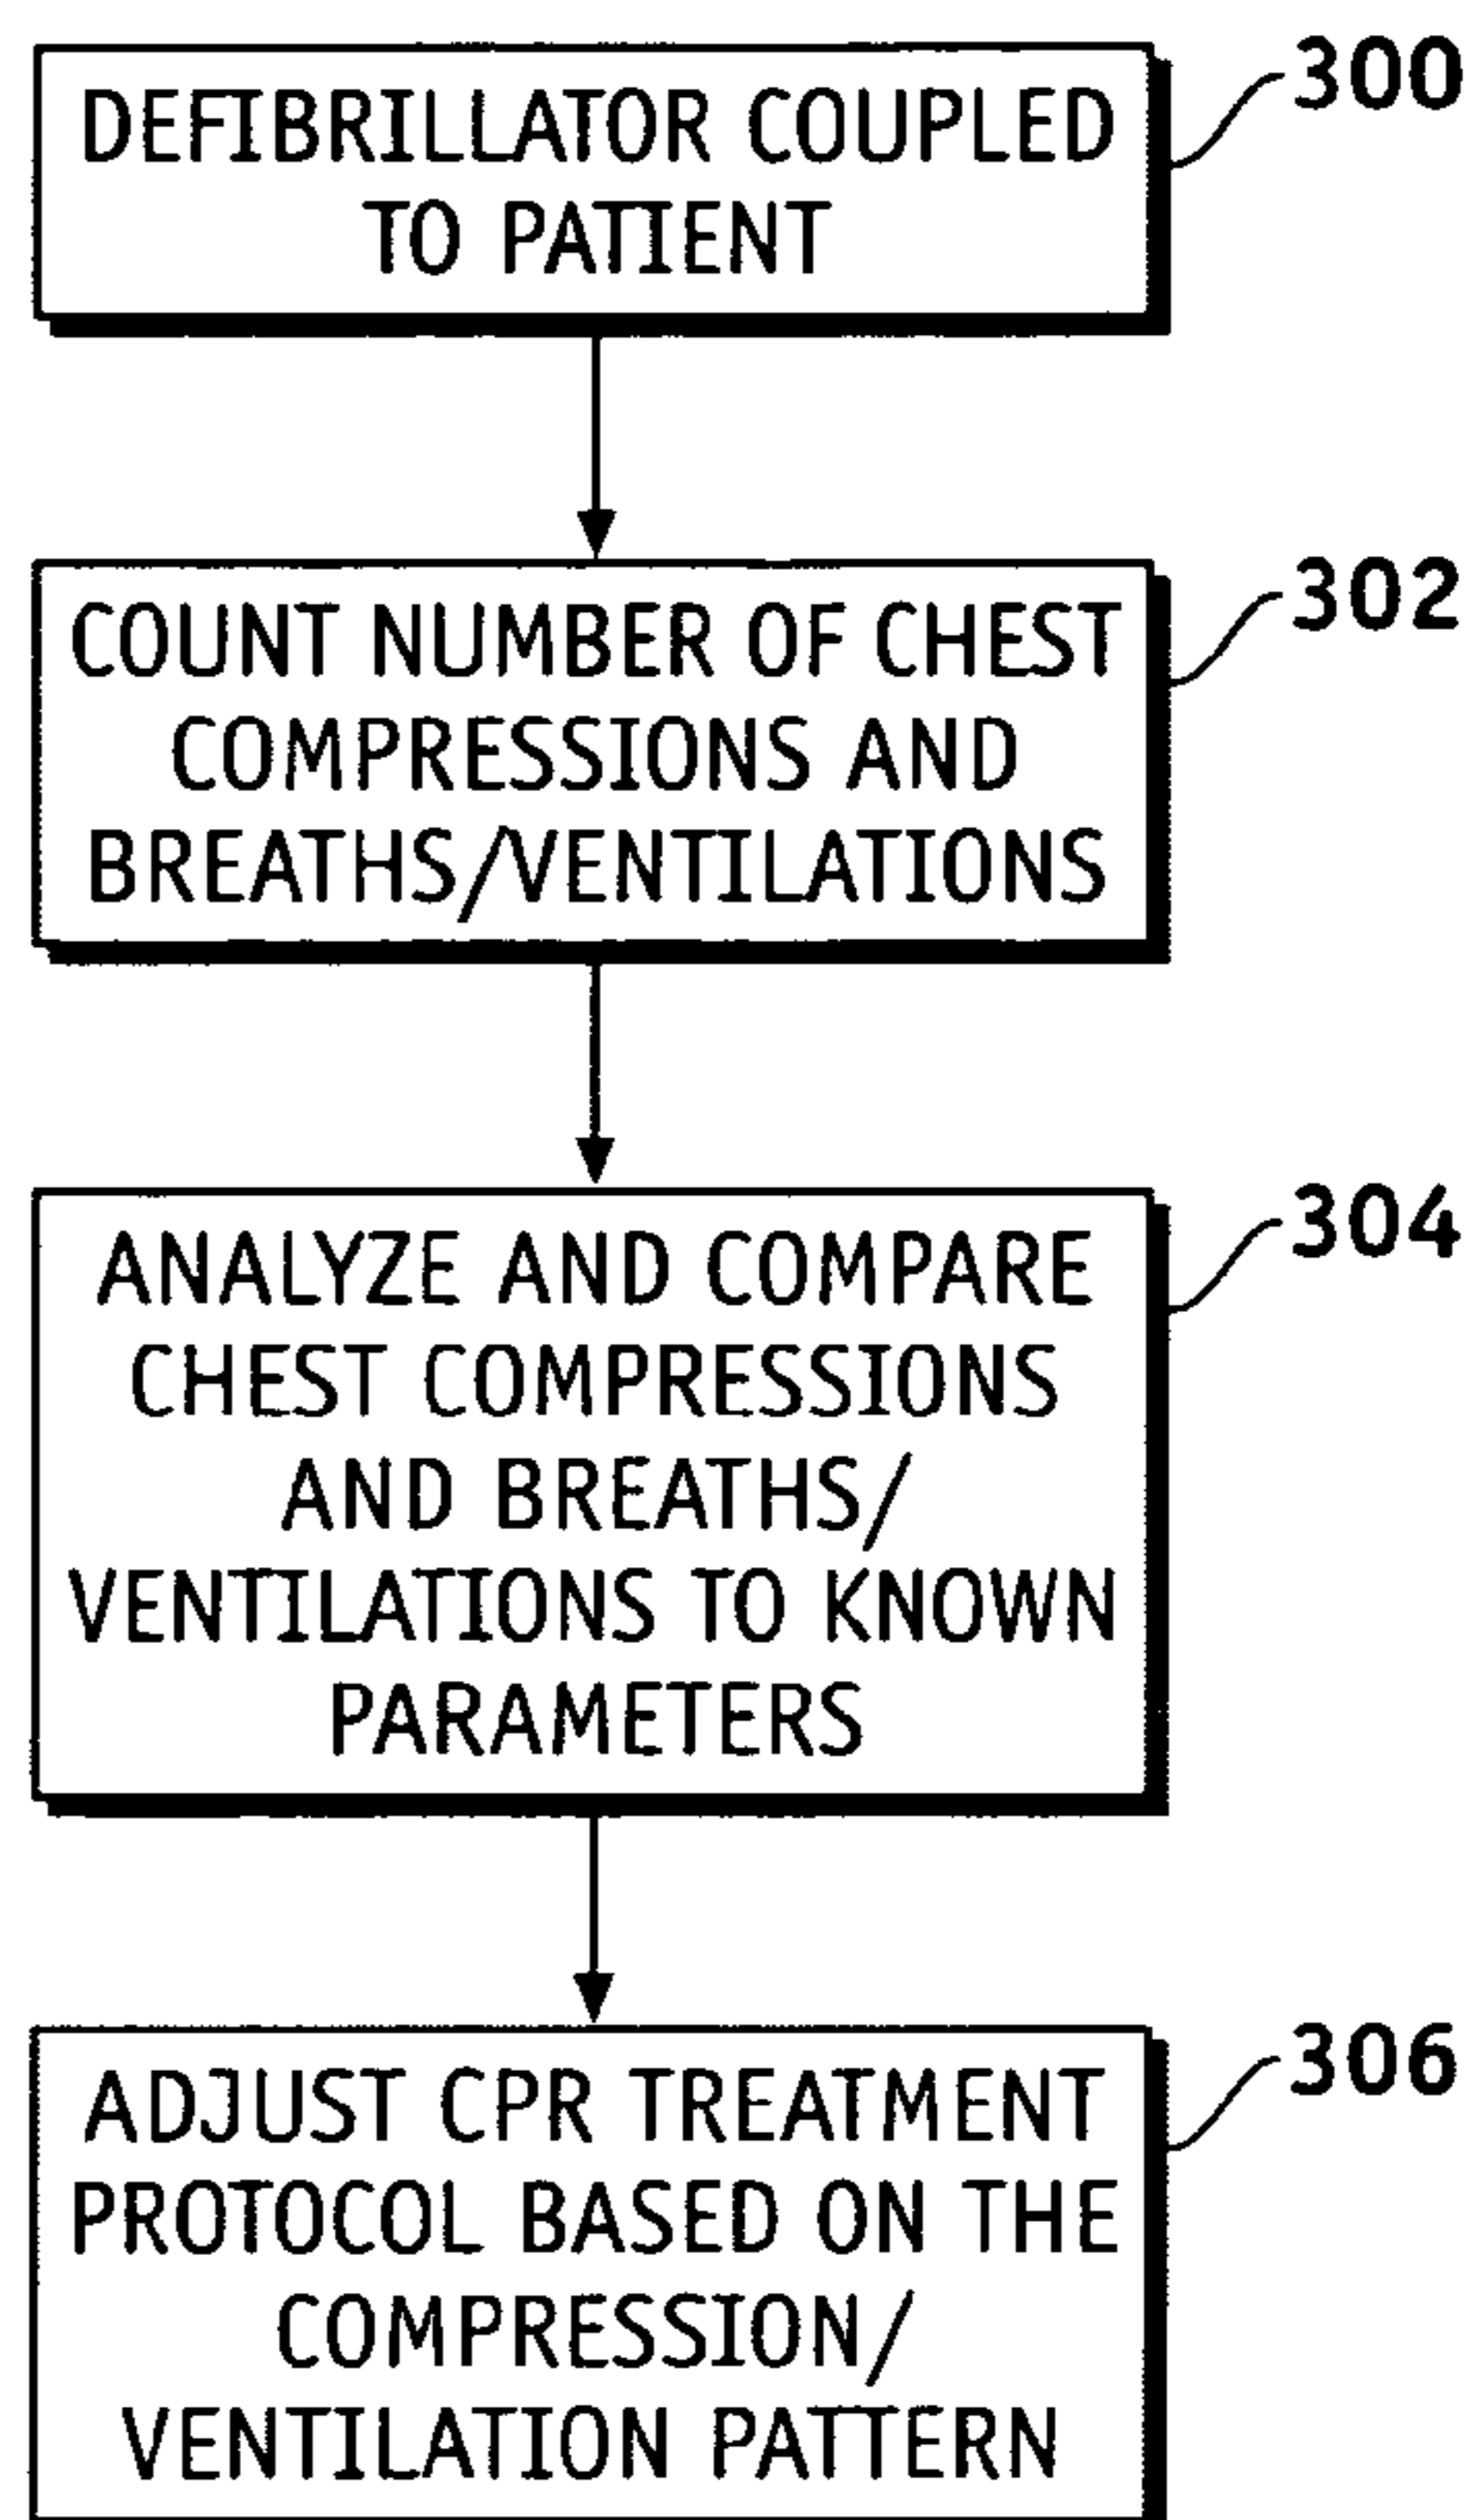 DEFIBRILLATOR COUPLED
TO PATIENT
300
COUNT NUMBER OF CHEST
COMPRESSIONS AND
BREATHS/VENTILATIONS
302
ANALYZE AND COMPARE
CHEST COMPRESSIONS
AND BREATHS/
VENTILATIONS TO KNOWN
PARAMETERS
304
ADJUST CPR TREATMENT
PROTOCOL BASED ON THE
COMPRESSION/
VENTILATION PATTERN
306